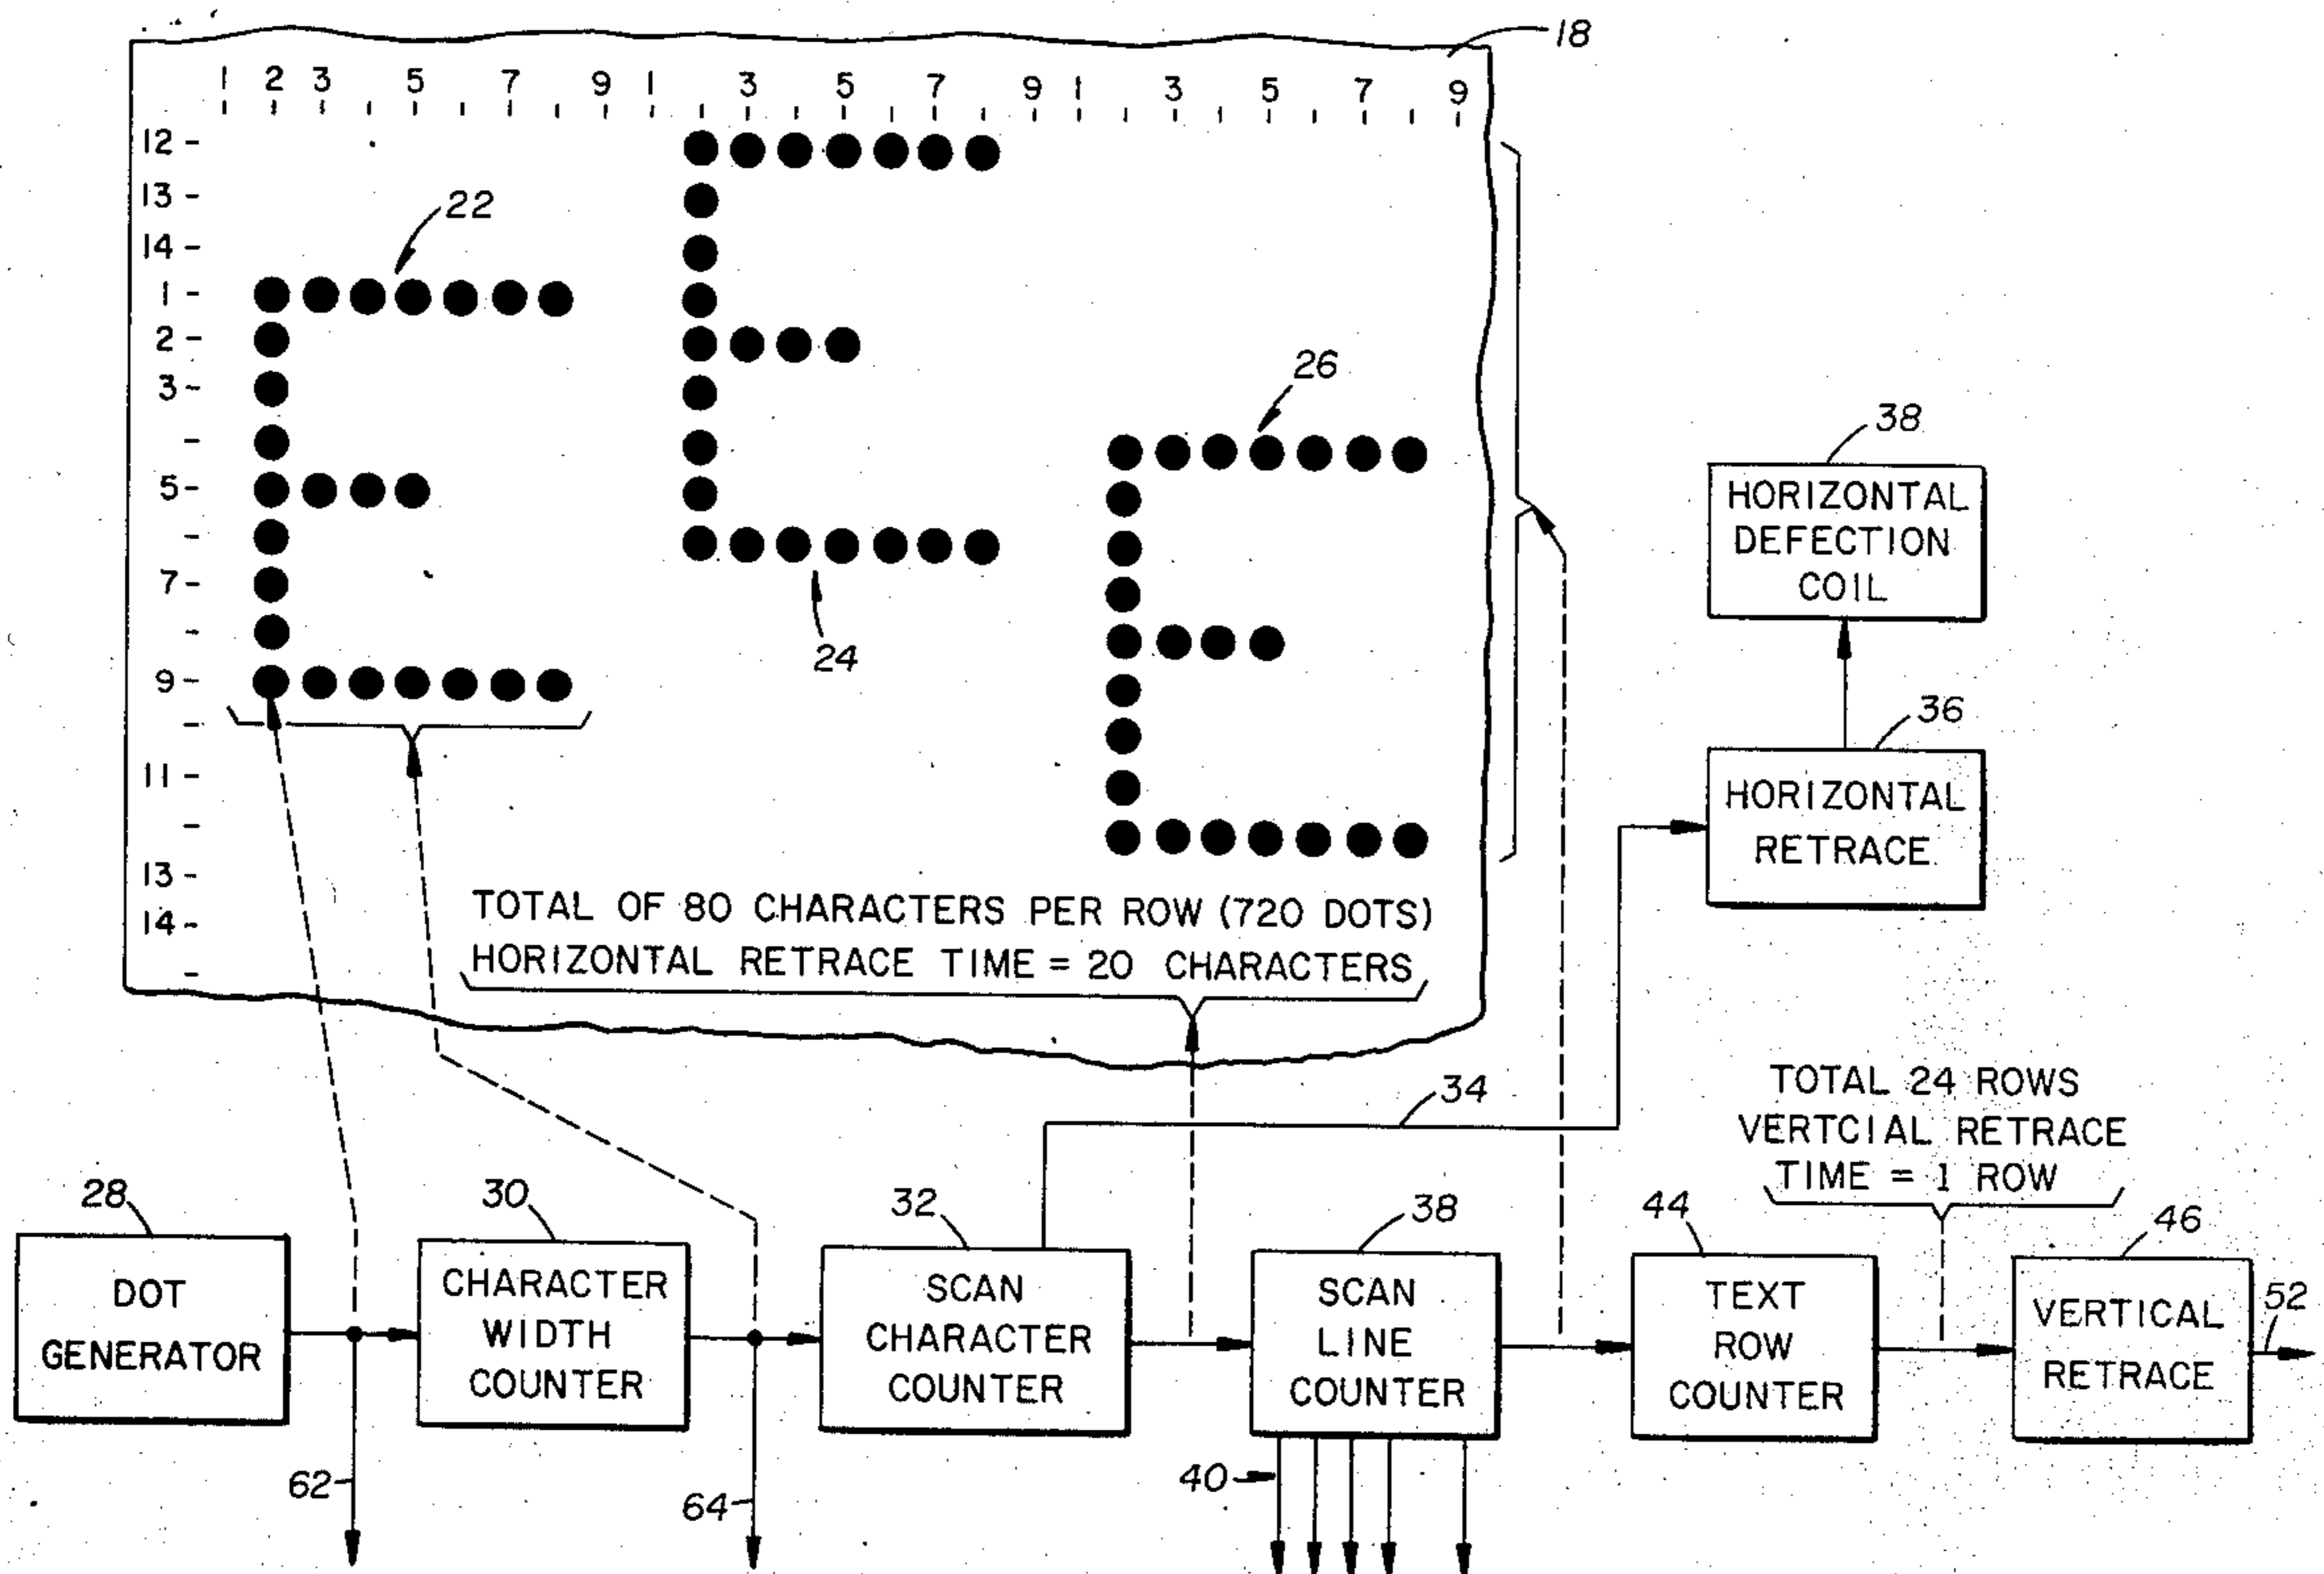 18
1 2 3 5 7 9 1 3 5 7 9 1 3 5 7 9
12
13
22
14
1
2
26
3
38
5
HORIZONTAL
DEFECTION
COIL
7
24
9
36
11
HORIZONTAL
RETRACE
13
TOTAL OF 80 CHARACTERS PER ROW (720 DOTS)
14
HORIZONTAL RETRACE TIME = 20 CHARACTERS
34
TOTAL 24 ROWS
VERTCIAL RETRACE
TIME = 1 ROW
28
30
32
38
44
46
DOT
GENERATOR
CHARACTER
WIDTH
COUNTER
SCAN
CHARACTER
COUNTER
SCAN
LINE
COUNTER
TEXT
ROW
COUNTER
VERTICAL
RETRACE
52
62
64
40